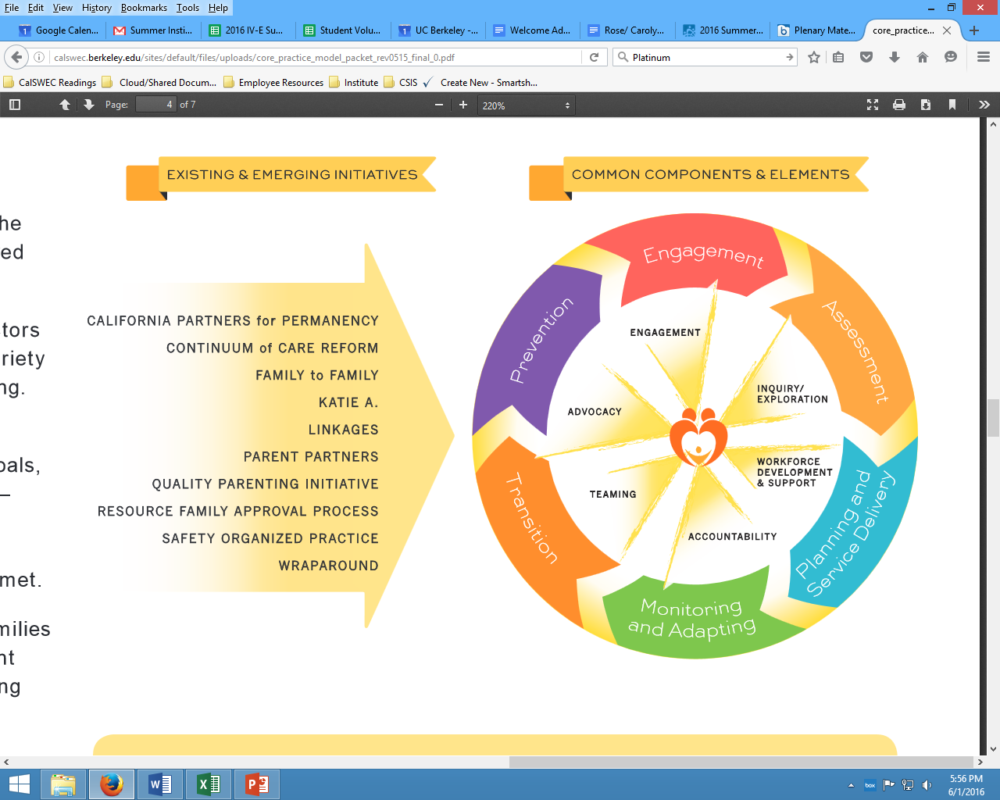 File Edit View History Bookmarks Tools Help
Google Calen... Summer Insti... 2016 IV-E Su... Student Volu... UC Berkeley -... Welcome Ad... Rose/ Caroly... 2016 Summer... Plenary Mate... core_practice...
calswec.berkeley.edu/sites/default/files/uploads/core_practice_model_packet_rev0515_final_0.pdf Platinum
CalSWEC Readings Cloud/Shared Docum... Employee Resources Institute CSIS Create New - Smartsh...
Page: 4 of 7 220%
he
ed
tors
riety
ng.
oals,
—
met.
milies
nt
ng
EXISTING & EMERGING INITIATIVES
CALIFORNIA PARTNERS for PERMANENCY
CONTINUUM of CARE REFORM
FAMILY to FAMILY
KATIE A.
LINKAGES
PARENT PARTNERS
QUALITY PARENTING INITIATIVE
RESOURCE FAMILY APPROVAL PROCESS
SAFETY ORGANIZED PRACTICE
WRAPAROUND
COMMON COMPONENTS & ELEMENTS
Engagement
Assessment
Planning and
Service Delivery
Monitoring
and Adapting
Transition
Prevention
ENGAGEMENT
INQUIRY/
EXPLORATION
WORKFORCE
DEVELOPMENT
& SUPPORT
ACCOUNTABILITY
TEAMING
ADVOCACY
box
5:56 PM
6/1/2016